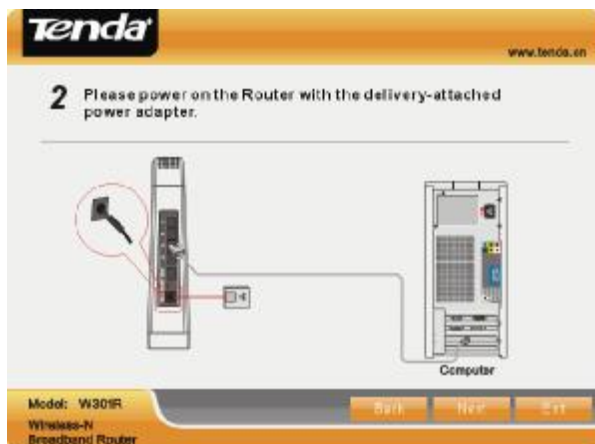 Tenda
www.tenda.cn
2 Please power on the Router with the delivery-attached
power adapter.
Computer
Model: W301R
Wireless-N
Broadband Router
Back Next Exit